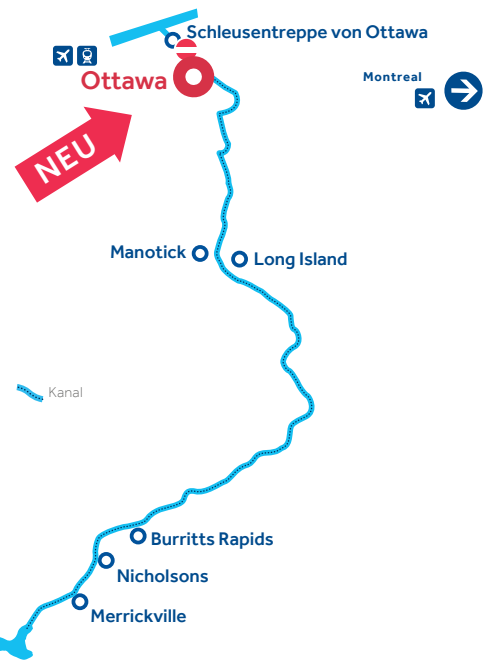 Schleusentreppe von Ottawa
Montreal
Ottawa
NEU
Manotick
Long Island
Kanal
Burritts Rapids
Nicholsons
Merrickville